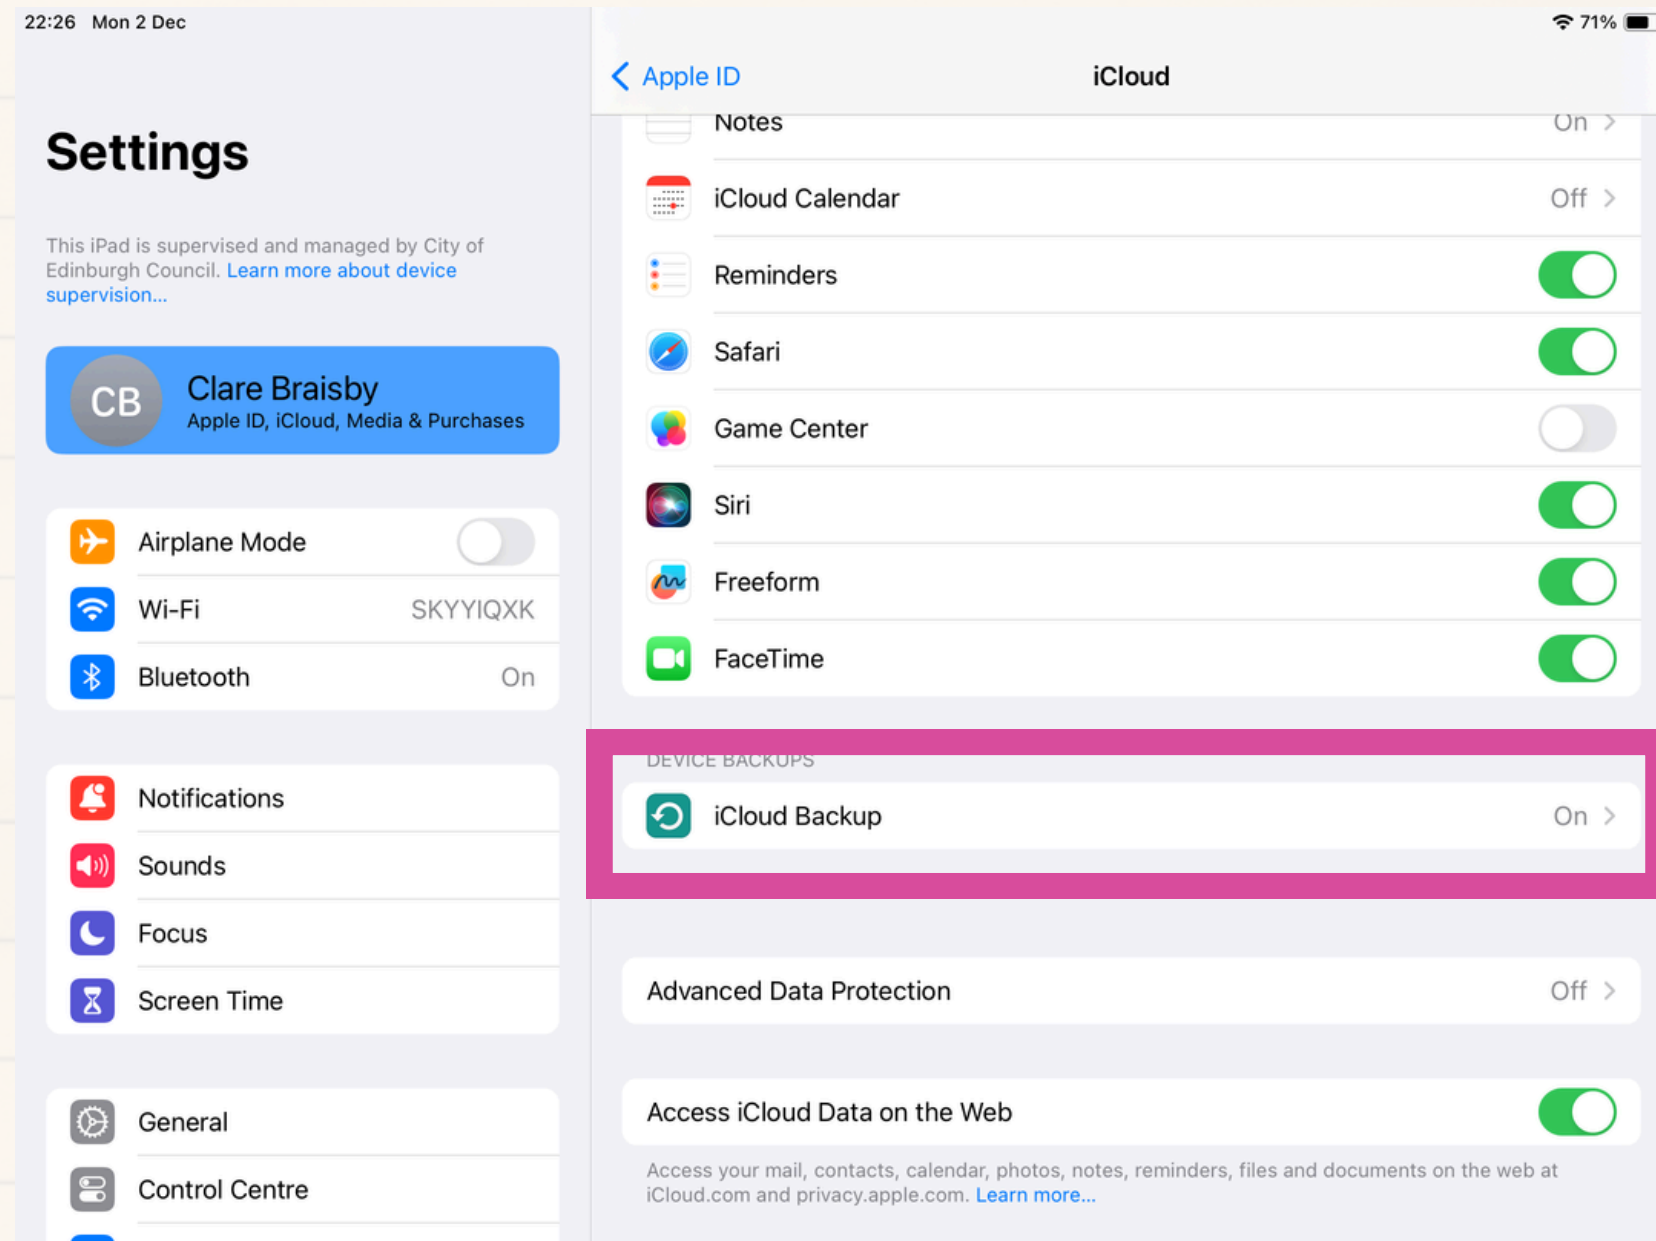 22:26 Mon 2 Dec
71%
Settings
This iPad is supervised and managed by City of
Edinburgh Council. Learn more about device
supervision...
CB
Clare Braisby
Apple ID, iCloud, Media & Purchases
Airplane Mode
Wi-Fi SKYYIQXK
Bluetooth On
Notifications
Sounds
Focus
Screen Time
General
Control Centre
Apple ID
iCloud
Notes On
iCloud Calendar Off
Reminders
Safari
Game Center
Siri
Freeform
FaceTime
DEVICE BACKUPS
iCloud Backup On
Advanced Data Protection Off
Access iCloud Data on the Web
Access your mail, contacts, calendar, photos, notes, reminders, files and documents on the web at
iCloud.com and privacy.apple.com. Learn more...